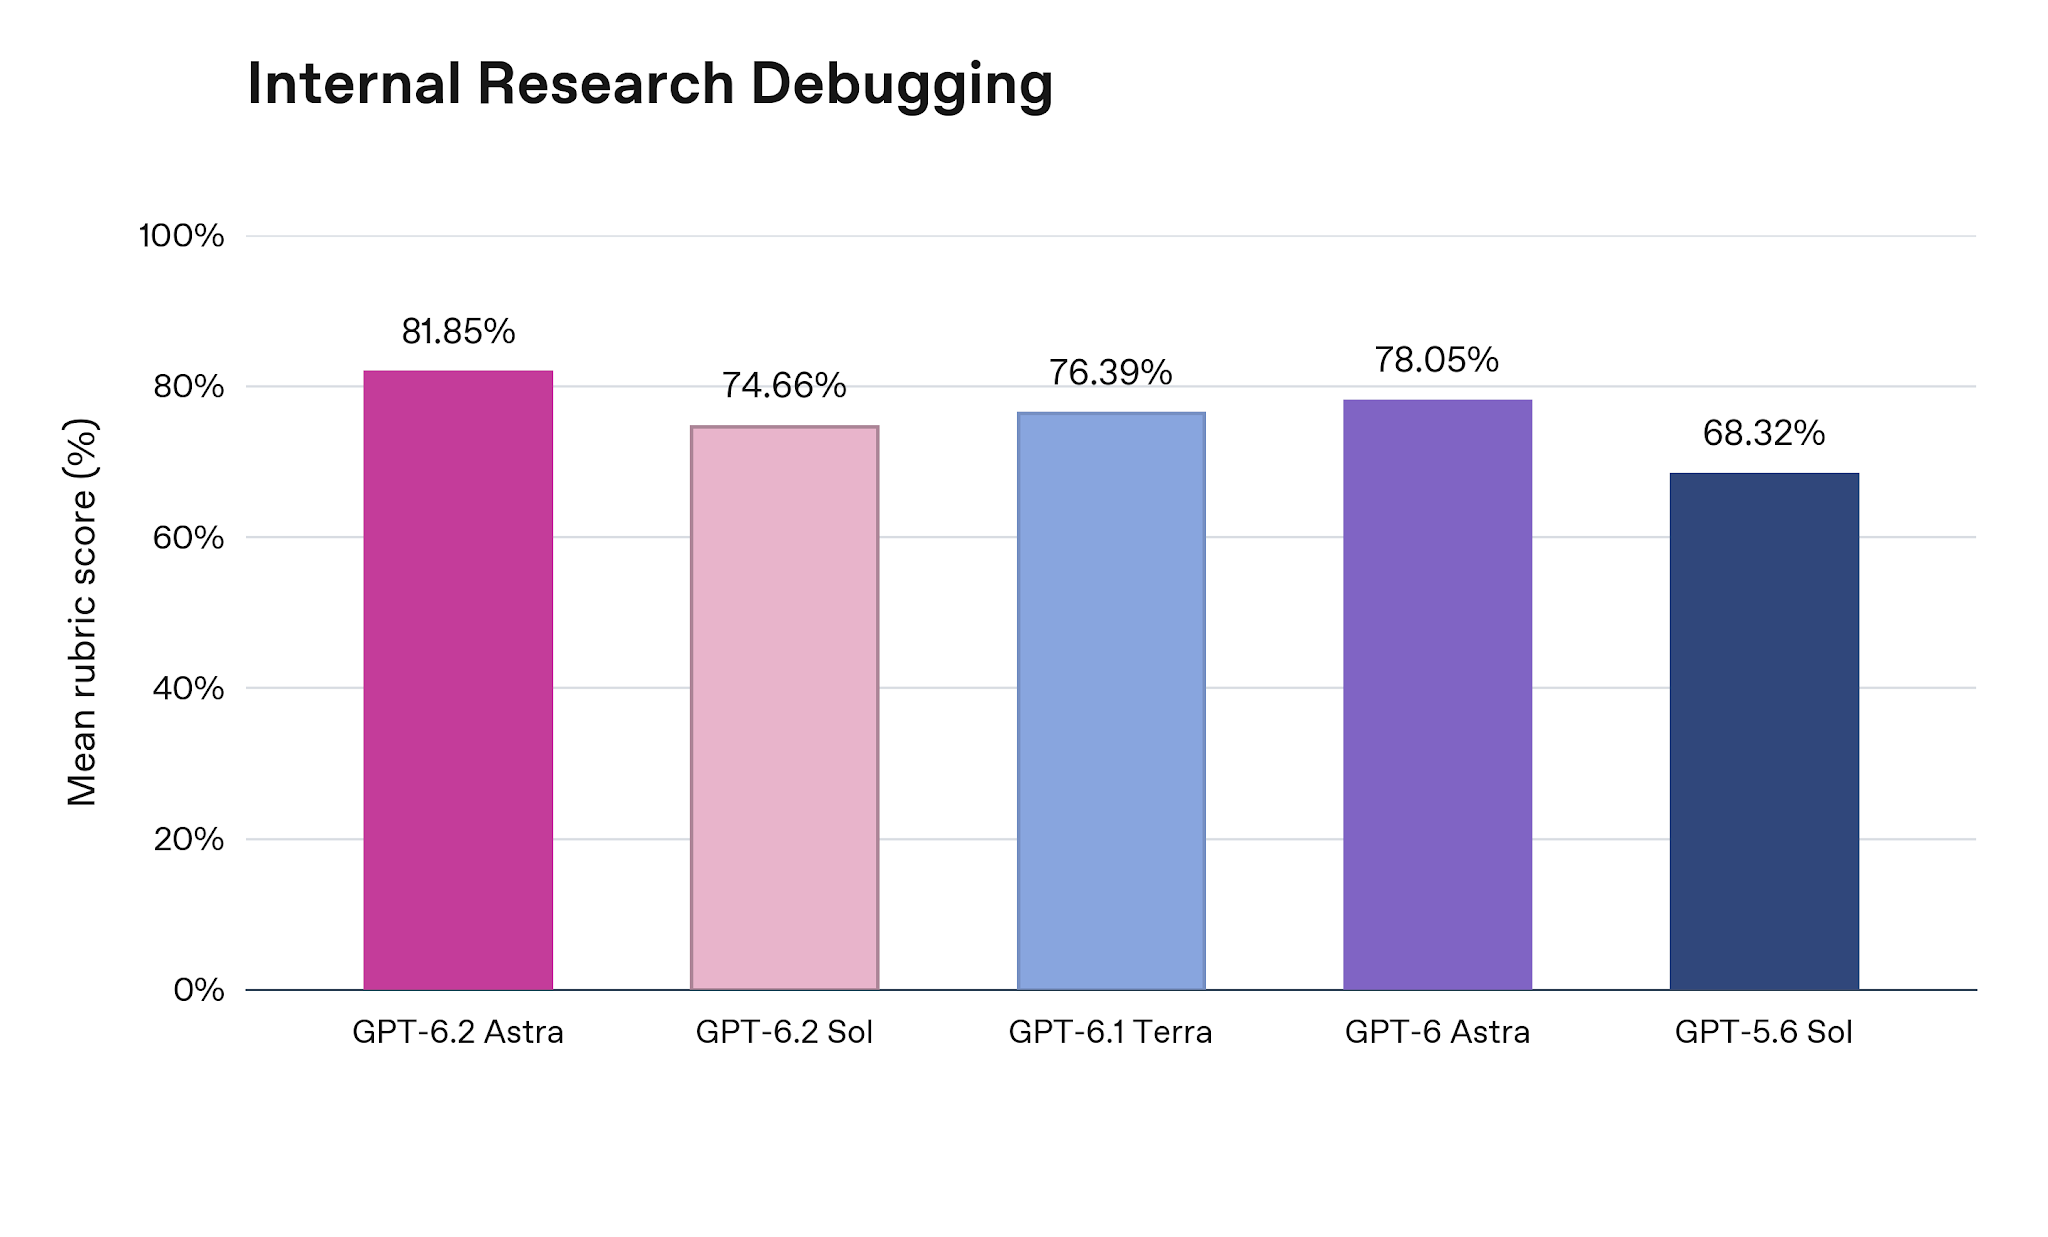 Internal Research Debugging
Mean rubric score (%)
100%
80%
60%
40%
20%
0%
81.85%
74.66%
76.39%
78.05%
68.32%
GPT-6.2 Astra
GPT-6.2 Sol
GPT-6.1 Terra
GPT-6 Astra
GPT-5.6 Sol